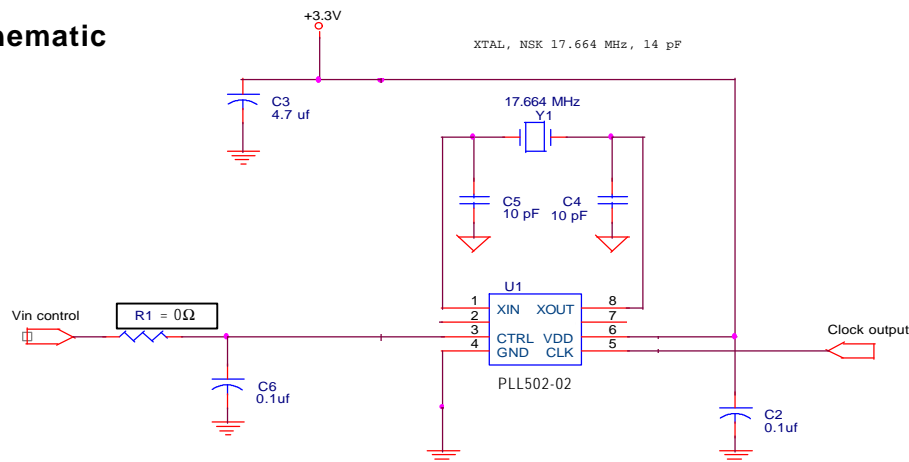 +3.3V
hematic
XTAL, NSK 17.664 MHz, 14 pF
C3
4.7 uf
17.664 MHz
Y1
C5
10 pF
C4
10 pF
U1
1
XIN
XOUT
8
2
7
3
CTRL
VDD
6
4
GND
CLK
5
PLL502-02
Vin control
R1 = 0Ω
Clock output
C6
0.1uf
C2
0.1uf